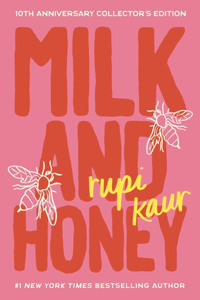 10TH ANNIVERSARY COLLECTOR'S EDITION
MILK
AND
rupi
kaur
HONEY
#1 NEW YORK TIMES BESTSELLING AUTHOR